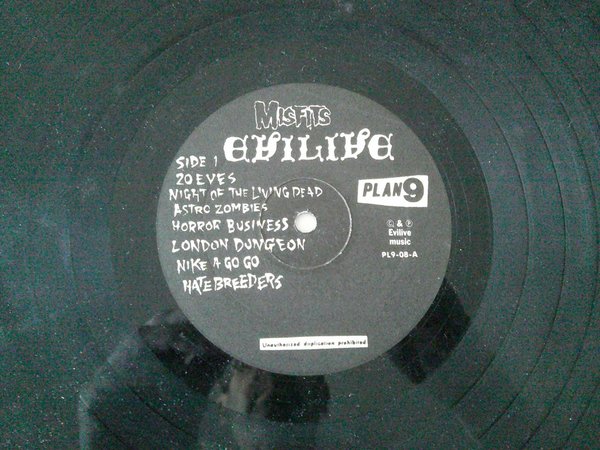 MISFITS
EVILIVE
SIDE 1
20 EYES
NIGHT OF THE LIVING DEAD
ASTRO ZOMBIES
HORROR BUSINESS
LONDON DUNGEON
NIKE A GO GO
HATEBREEDERS
PLAN 9
© & ℗
Evilive
music
PL9-08-A
Unauthorized duplication prohibited